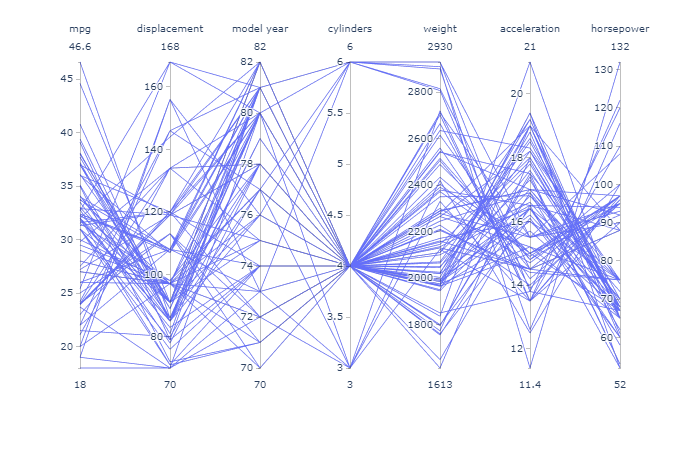 mpg displacement model year cylinders weight acceleration horsepower
46.6 168 82 6 2930 21 132
45 160 82 6 2800 20 130
40 140 80 5.5 2600 18 120
35 120 78 5 2400 16 110
30 100 76 4.5 2200 14 100
25 80 74 4 2000 12 90
20 72 3.5 1800 80
70 3 70
60
18 70 70 3 1613 11.4 52